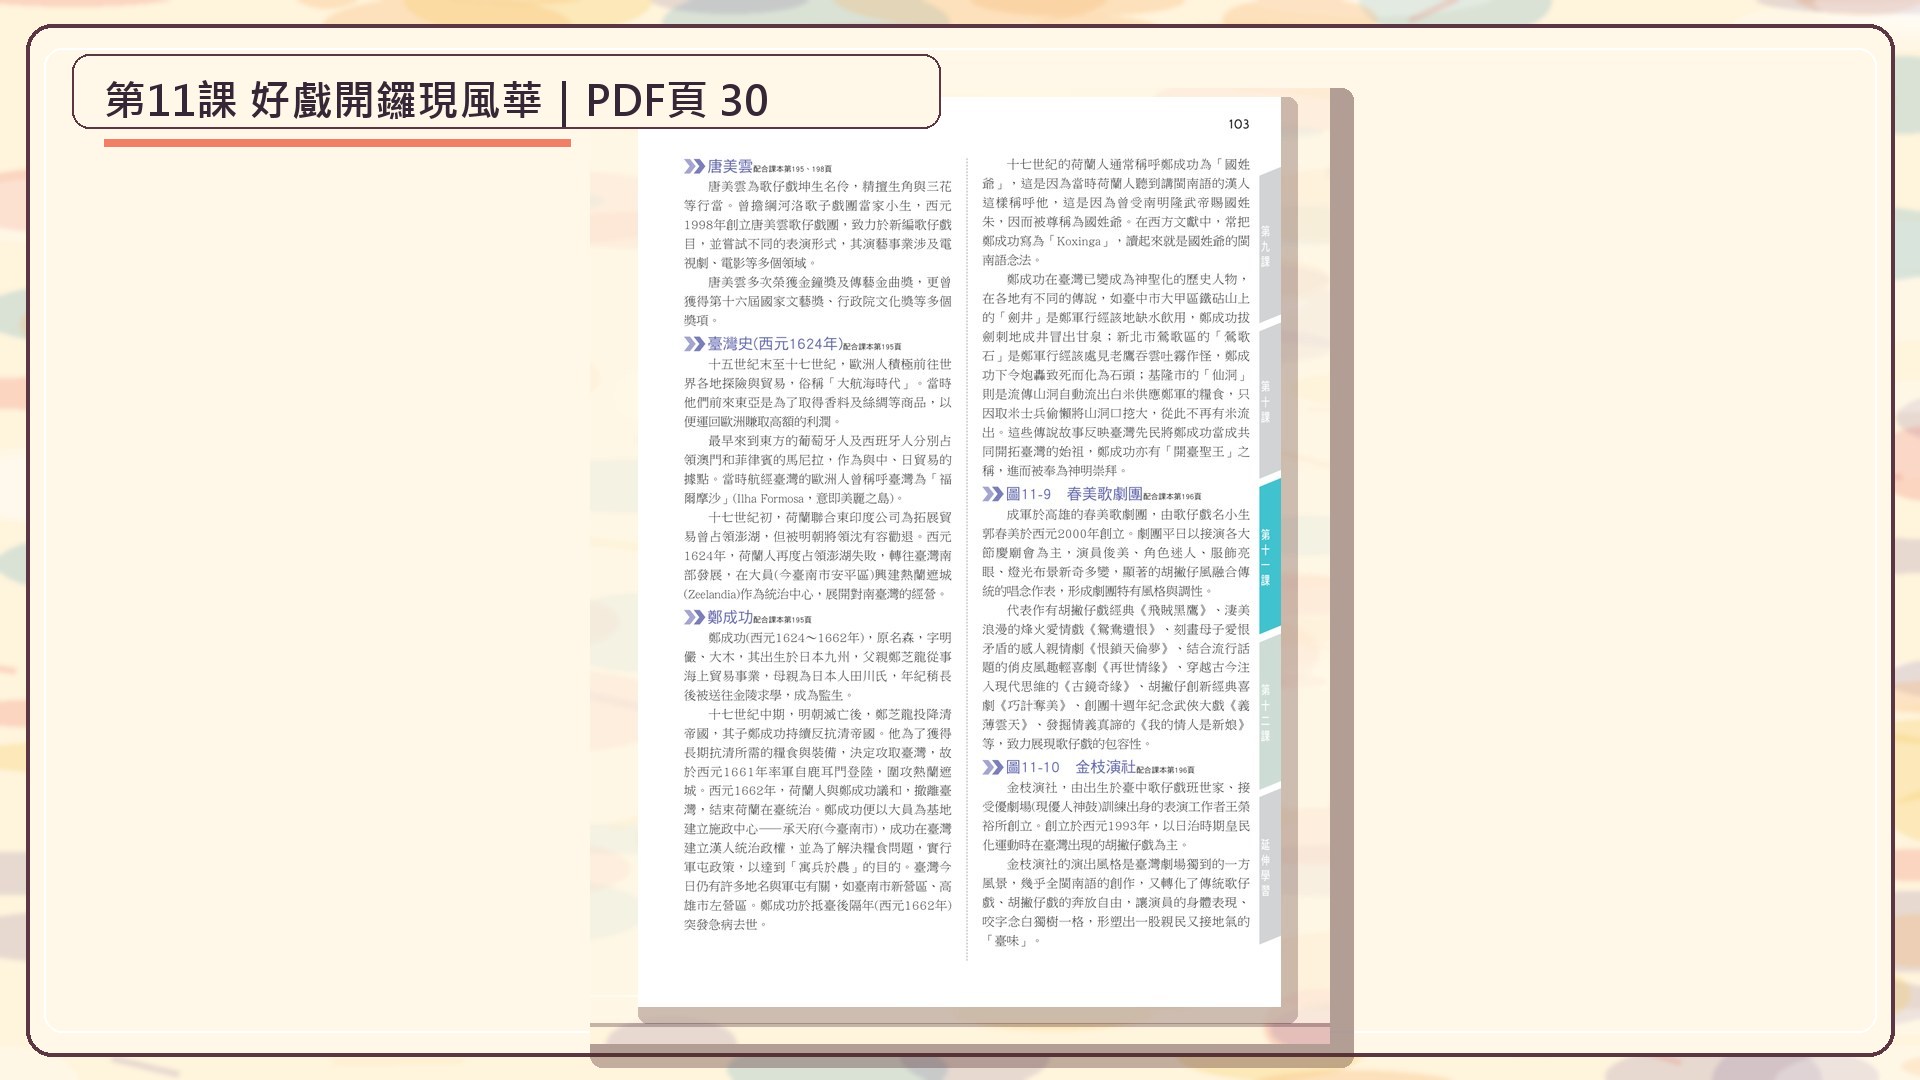 第11課 好戲開鑼現風華 | PDF頁 30
103
唐美雲配合課本第195、198頁
唐美雲為歌仔戲坤生名伶，精擅生角與三花
等行當。曾擔綱河洛歌子戲團當家小生，西元
1998年創立唐美雲歌仔戲團，致力於新編歌仔戲
目，並嘗試不同的表演形式，其演藝事業涉及電
視劇、電影等多個領域。
唐美雲多次榮獲金鐘獎及傳藝金曲獎，更曾
獲得第十六屆國家文藝獎、行政院文化獎等多個
獎項。
臺灣史(西元1624年)配合課本第195頁
十五世紀末至十七世紀，歐洲人積極前往世
界各地探險與貿易，俗稱「大航海時代」。當時
他們前來東亞是為了取得香料及絲綢等商品，以
便運回歐洲賺取高額的利潤。
最早來到東方的葡萄牙人及西班牙人分別占
領澳門和菲律賓的馬尼拉，作為與中、日貿易的
據點。當時航經臺灣的歐洲人曾稱呼臺灣為「福
爾摩沙」(Ilha Formosa，意即美麗之島)。
十七世紀初，荷蘭聯合東印度公司為拓展貿
易曾占領澎湖，但被明朝將領沈有容勸退。西元
1624年，荷蘭人再度占領澎湖失敗，轉往臺灣南
部發展，在大員(今臺南市安平區)興建熱蘭遮城
(Zeelandia)作為統治中心，展開對南臺灣的經營。
鄭成功配合課本第195頁
鄭成功(西元1624～1662年)，原名森，字明
儼、大木，其出生於日本九州，父親鄭芝龍從事
海上貿易事業，母親為日本人田川氏，年紀稍長
後被送往金陵求學，成為監生。
十七世紀中期，明朝滅亡後，鄭芝龍投降清
帝國，其子鄭成功持續反抗清帝國。他為了獲得
長期抗清所需的糧食與裝備，決定攻取臺灣，故
於西元1661年率軍自鹿耳門登陸，圍攻熱蘭遮
城。西元1662年，荷蘭人與鄭成功議和，撤離臺
灣，結束荷蘭在臺統治。鄭成功便以大員為基地
建立施政中心——承天府(今臺南市)，成功在臺灣
建立漢人統治政權，並為了解決糧食問題，實行
軍屯政策，以達到「寓兵於農」的目的。臺灣今
日仍有許多地名與軍屯有關，如臺南市新營區、高
雄市左營區。鄭成功於抵臺後隔年(西元1662年)
突發急病去世。
十七世紀的荷蘭人通常稱呼鄭成功為「國姓
爺」，這是因為當時荷蘭人聽到講閩南語的漢人
這樣稱呼他，這是因為曾受南明隆武帝賜國姓
朱，因而被尊稱為國姓爺。在西方文獻中，常把
鄭成功寫為「Koxinga」，讀起來就是國姓爺的閩
南語念法。
鄭成功在臺灣已變成為神聖化的歷史人物，
在各地有不同的傳說，如臺中市大甲區鐵砧山上
的「劍井」是鄭軍行經該地缺水飲用，鄭成功拔
劍刺地成井冒出甘泉；新北市鶯歌區的「鶯歌
石」是鄭軍行經該處見老鷹吞雲吐霧作怪，鄭成
功下令炮轟致死而化為石頭；基隆市的「仙洞」
則是流傳山洞自動流出白米供應鄭軍的糧食，只
因取米士兵偷懶將山洞口挖大，從此不再有米流
出。這些傳說故事反映臺灣先民將鄭成功當成共
同開拓臺灣的始祖，鄭成功亦有「開臺聖王」之
稱，進而被奉為神明崇拜。
圖11-9　春美歌劇團配合課本第196頁
成軍於高雄的春美歌劇團，由歌仔戲名小生
郭春美於西元2000年創立。劇團平日以接演各大
節慶廟會為主，演員俊美、角色迷人、服飾亮
眼、燈光布景新奇多變，顯著的胡撇仔風融合傳
統的唱念作表，形成劇團特有風格與調性。
代表作有胡撇仔戲經典《飛賊黑鷹》、淒美
浪漫的烽火愛情戲《鴛鴦遺恨》、刻畫母子愛恨
矛盾的感人親情劇《恨鎖天倫夢》、結合流行話
題的俏皮風趣輕喜劇《再世情緣》、穿越古今注
入現代思維的《古鏡奇緣》、胡撇仔創新經典喜
劇《巧計奪美》、創團十週年紀念武俠大戲《義
薄雲天》、發掘情義真諦的《我的情人是新娘》
等，致力展現歌仔戲的包容性。
圖11-10　金枝演社配合課本第196頁
金枝演社，由出生於臺中歌仔戲班世家、接
受優劇場(現優人神鼓)訓練出身的表演工作者王榮
裕所創立。創立於西元1993年，以日治時期皇民
化運動時在臺灣出現的胡撇仔戲為主。
金枝演社的演出風格是臺灣劇場獨到的一方
風景，幾乎全閩南語的創作，又轉化了傳統歌仔
戲、胡撇仔戲的奔放自由，讓演員的身體表現、
咬字念白獨樹一格，形塑出一股親民又接地氣的
「臺味」。
第九課
第十課
第十一課
第十二課
延伸學習